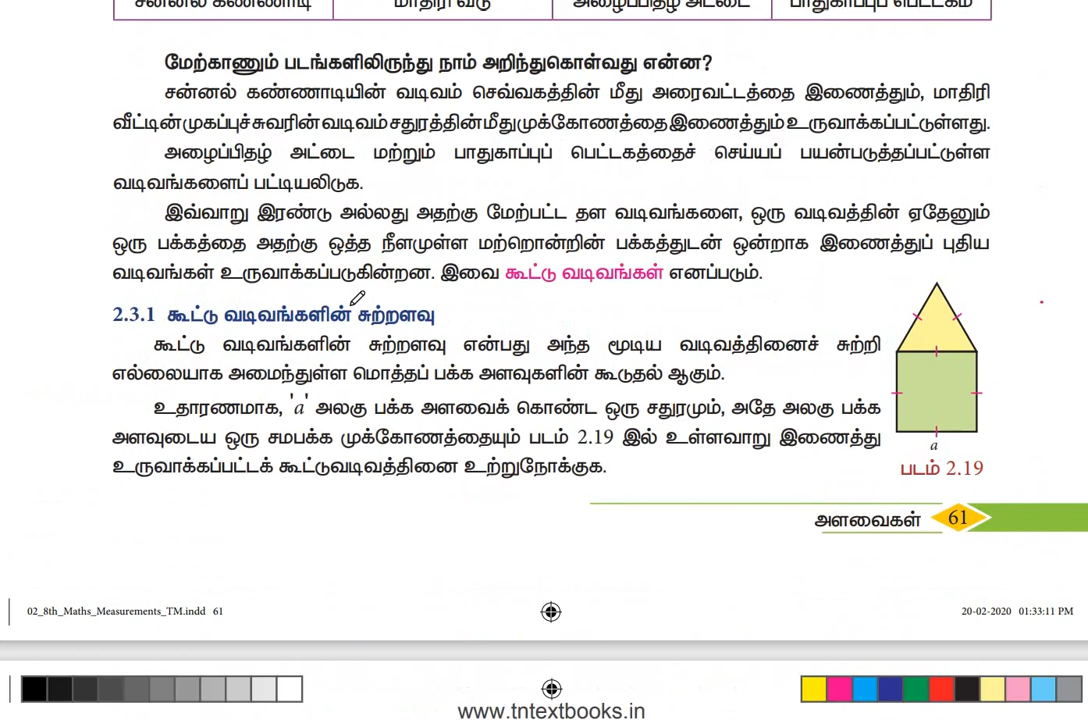 சன்னல் கண்ணாடி மாதிரி வீடு அழைப்பிதழ் அட்டை பாதுகாப்புப் பெட்டகம்
மேற்காணும் படங்களிலிருந்து நாம் அறிந்துகொள்வது என்ன?
சன்னல் கண்ணாடியின் வடிவம் செவ்வகத்தின் மீது அரைவட்டத்தை இணைத்தும், மாதிரி
வீட்டின் முகப்புச் சுவரின் வடிவம் சதுரத்தின் மீது முக்கோணத்தை இணைத்தும் உருவாக்கப்பட்டுள்ளது.
அழைப்பிதழ் அட்டை மற்றும் பாதுகாப்புப் பெட்டகத்தைச் செய்யப் பயன்படுத்தப்பட்டுள்ள
வடிவங்களைப் பட்டியலிடுக.
இவ்வாறு இரண்டு அல்லது அதற்கு மேற்பட்ட தள வடிவங்களை, ஒரு வடிவத்தின் ஏதேனும்
ஒரு பக்கத்தை அதற்கு ஒத்த நீளமுள்ள மற்றொன்றின் பக்கத்துடன் ஒன்றாக இணைத்துப் புதிய
வடிவங்கள் உருவாக்கப்படுகின்றன. இவை கூட்டு வடிவங்கள் எனப்படும்.
2.3.1 கூட்டு வடிவங்களின் சுற்றளவு
கூட்டு வடிவங்களின் சுற்றளவு என்பது அந்த மூடிய வடிவத்தினைச் சுற்றி
எல்லையாக அமைந்துள்ள மொத்தப் பக்க அளவுகளின் கூடுதல் ஆகும்.
உதாரணமாக, 'a' அலகு பக்க அளவைக் கொண்ட ஒரு சதுரமும், அதே அலகு பக்க
அளவுடைய ஒரு சமபக்க முக்கோணத்தையும் படம் 2.19 இல் உள்ளவாறு இணைத்து
உருவாக்கப்பட்டக் கூட்டுவடிவத்தினை உற்றுநோக்குக.
a
படம் 2.19
அளவைகள் 61
02_8th_Maths_Measurements_TM.indd 61 20-02-2020 01:33:11 PM
www.tntextbooks.in